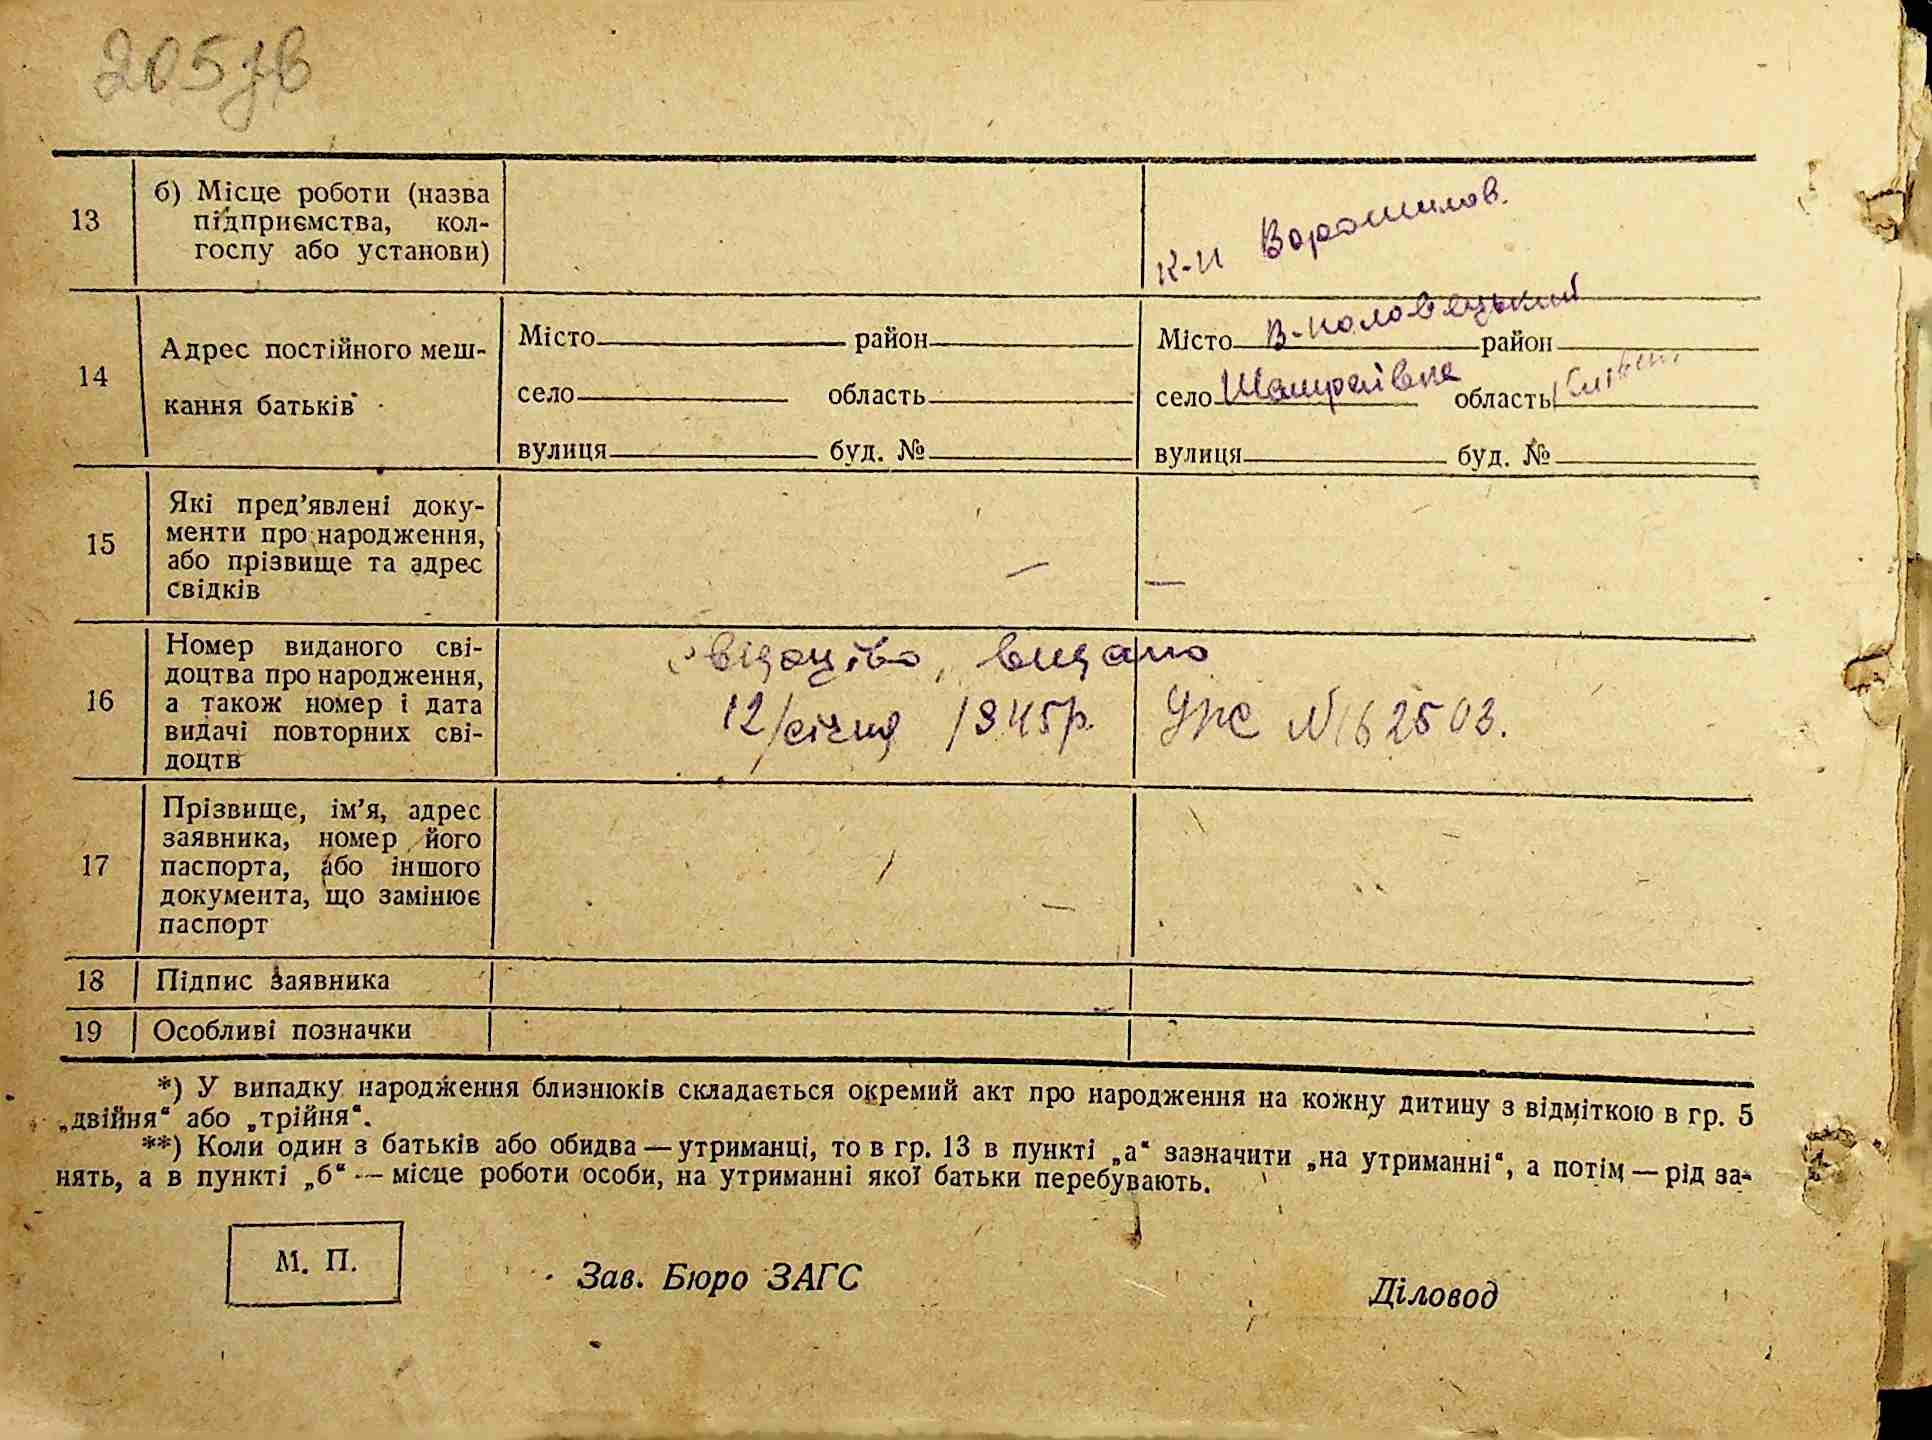 205зв
13 б) Місце роботи (назва
підприємства, кол-
госпу або установи)
к-п Ворошилов.
14 Адрес постійного меш-
кання батьків
Місто район
село область
вулиця буд. №
Місто В-Половецький район
село Шамраївка область Київськ.
вулиця буд. №
15 Які пред'явлені доку-
менти про народження,
або прізвище та адрес
свідків
— —
16 Номер виданого сві-
доцтва про народження,
а також номер і дата
видачі повторних сві-
доцтв
свідоцтво видано
12/січня 1945р. № 162503.
17 Прізвище, ім'я, адрес
заявника, номер його
паспорта, або іншого
документа, що замінює
паспорт
—
18 Підпис заявника
19 Особливі позначки
*) У випадку народження близнюків складається окремий акт про народження на кожну дитину з відміткою в гр. 5
„двійня“ або „трійня“.
**) Коли один з батьків або обидва — утриманці, то в гр. 13 в пункті „а“ зазначити „на утриманні“, а потім — рід за-
нять, а в пункті „б“ — місце роботи особи, на утриманні якої батьки перебувають.
М. П.
Зав. Бюро ЗАГС
Діловод